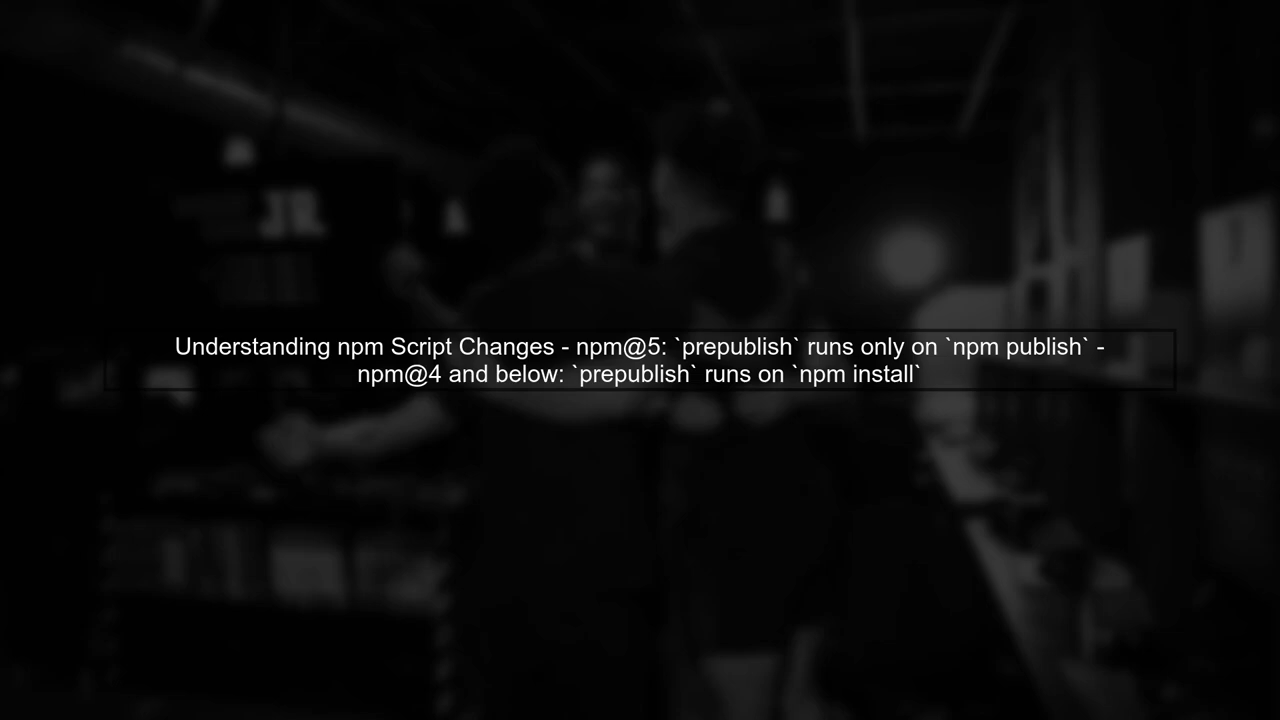 Understanding npm Script Changes - npm@5: `prepublish` runs only on `npm publish` -
npm@4 and below: `prepublish` runs on `npm install`